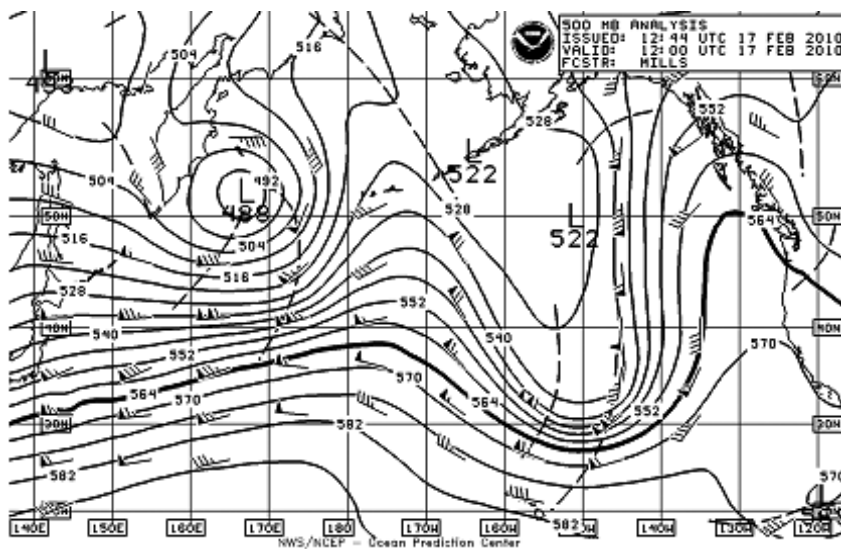 500 MB ANALYSIS
ISSUED: 12:44 UTC 17 FEB 2010
VALID: 12:00 UTC 17 FEB 2010
FCSTR: MILLS
516
504
552
528
L
522
504
492
L
488
50N
528
L
522
50N
564
504
516
516
528
552
40N
540
540
40N
552
570
564
570
564
552
30N
582
30N
582
570
582
140E
150E
160E
170E
180
170W
160W
140W
130W
NWS/NCEP - Ocean Prediction Center